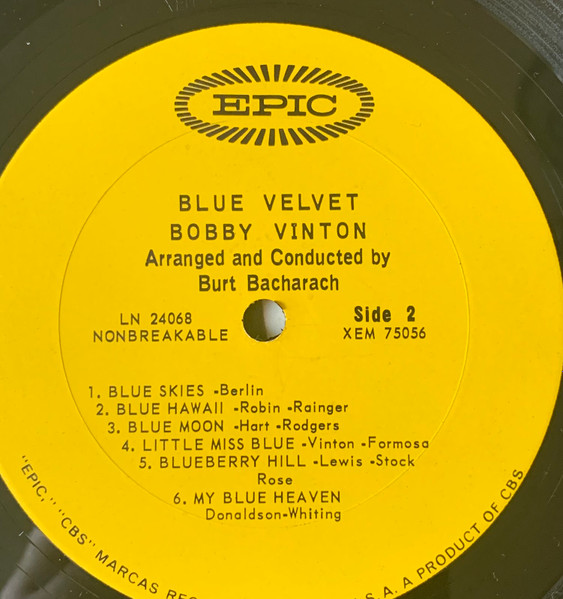 EPIC
BLUE VELVET
BOBBY VINTON
Arranged and Conducted by
Burt Bacharach
LN 24068
NONBREAKABLE
Side 2
XEM 75056
1. BLUE SKIES -Berlin
2. BLUE HAWAII -Robin -Rainger
3. BLUE MOON -Hart -Rodgers
4. LITTLE MISS BLUE -Vinton -Formosa
5. BLUEBERRY HILL -Lewis -Stock
Rose
6. MY BLUE HEAVEN
Donaldson-Whiting
"EPIC," "CBS" MARCAS A PRODUCT OF CBS